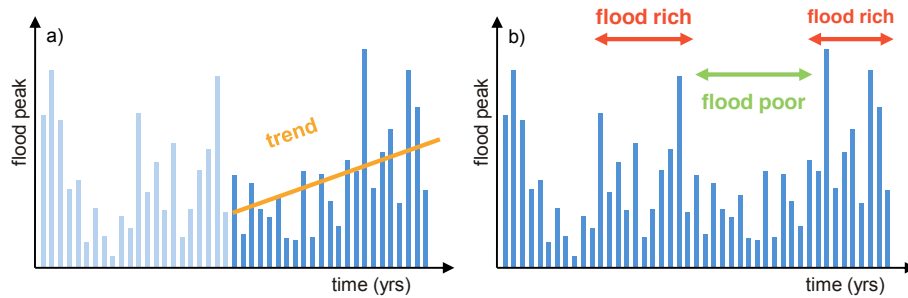 a)
flood peak
trend
time (yrs)
b)
flood rich
flood rich
flood poor
flood peak
time (yrs)